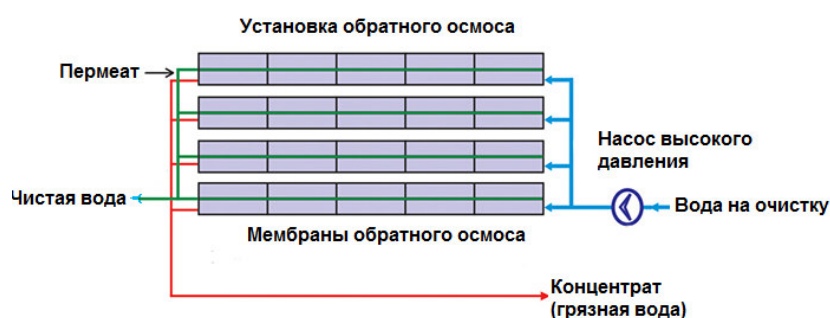 Установка обратного осмоса
Пермеат
Насос высокого
давления
Чистая вода
Вода на очистку
Мембраны обратного осмоса
Концентрат
(грязная вода)